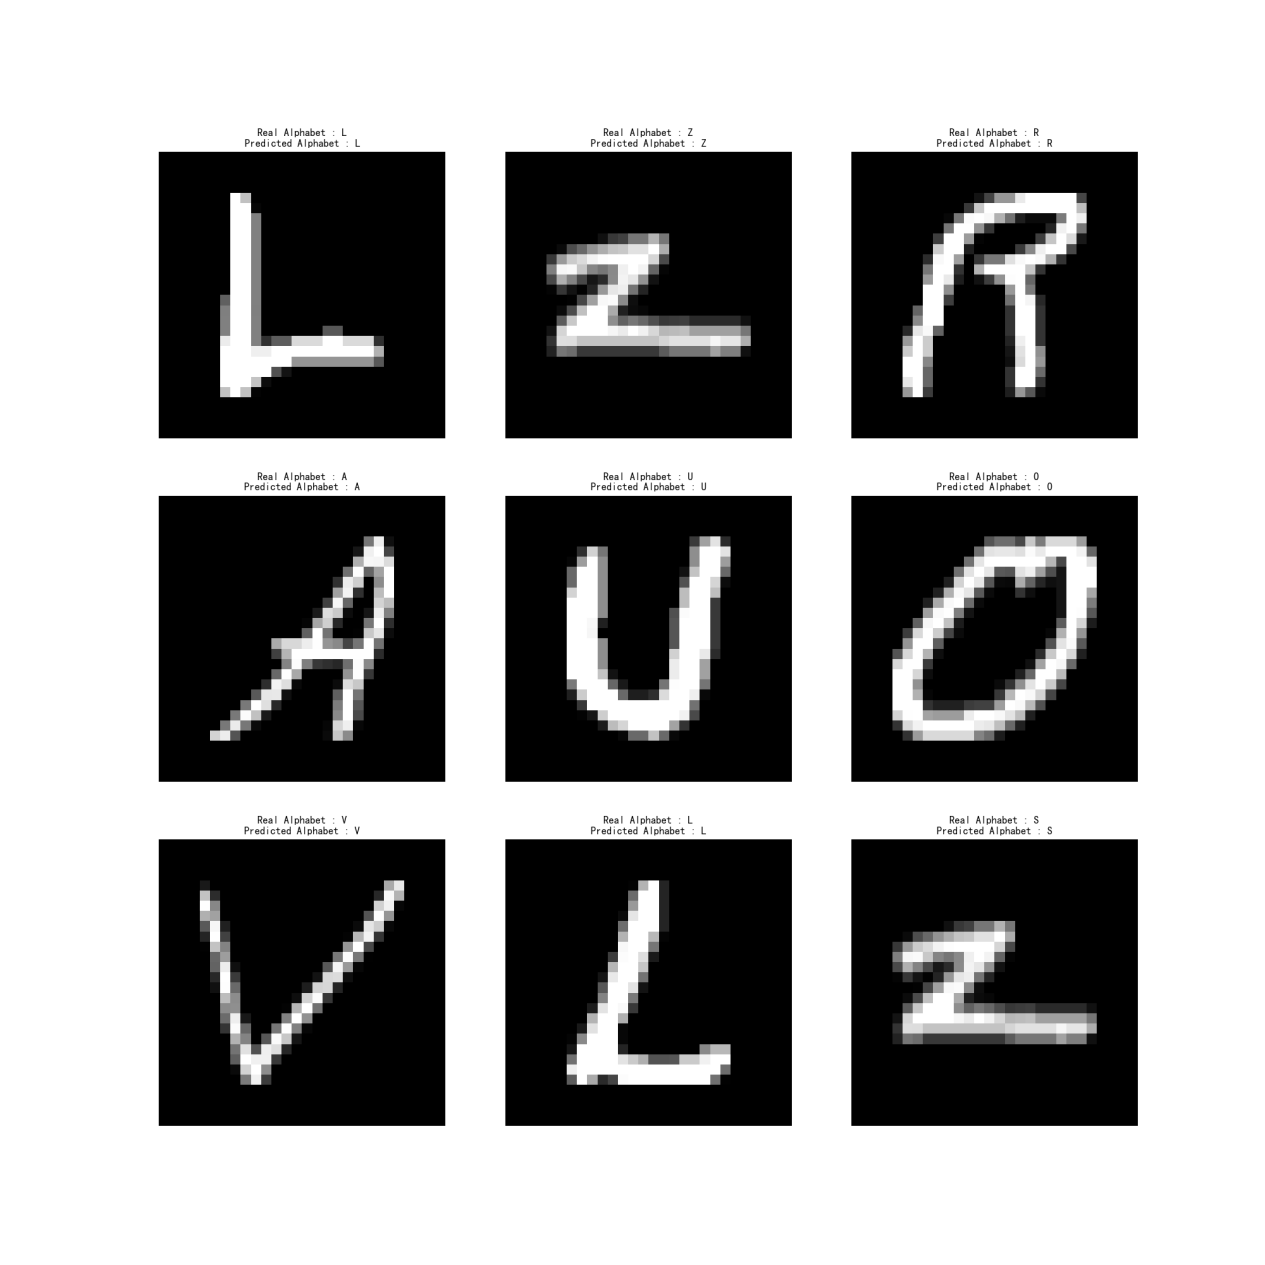 Real Alphabet : L
Predicted Alphabet : L
Real Alphabet : Z
Predicted Alphabet : Z
Real Alphabet : R
Predicted Alphabet : R
L
Z
R
Real Alphabet : A
Predicted Alphabet : A
Real Alphabet : U
Predicted Alphabet : U
Real Alphabet : O
Predicted Alphabet : O
A
U
O
Real Alphabet : V
Predicted Alphabet : V
Real Alphabet : L
Predicted Alphabet : L
Real Alphabet : S
Predicted Alphabet : S
V
L
Z